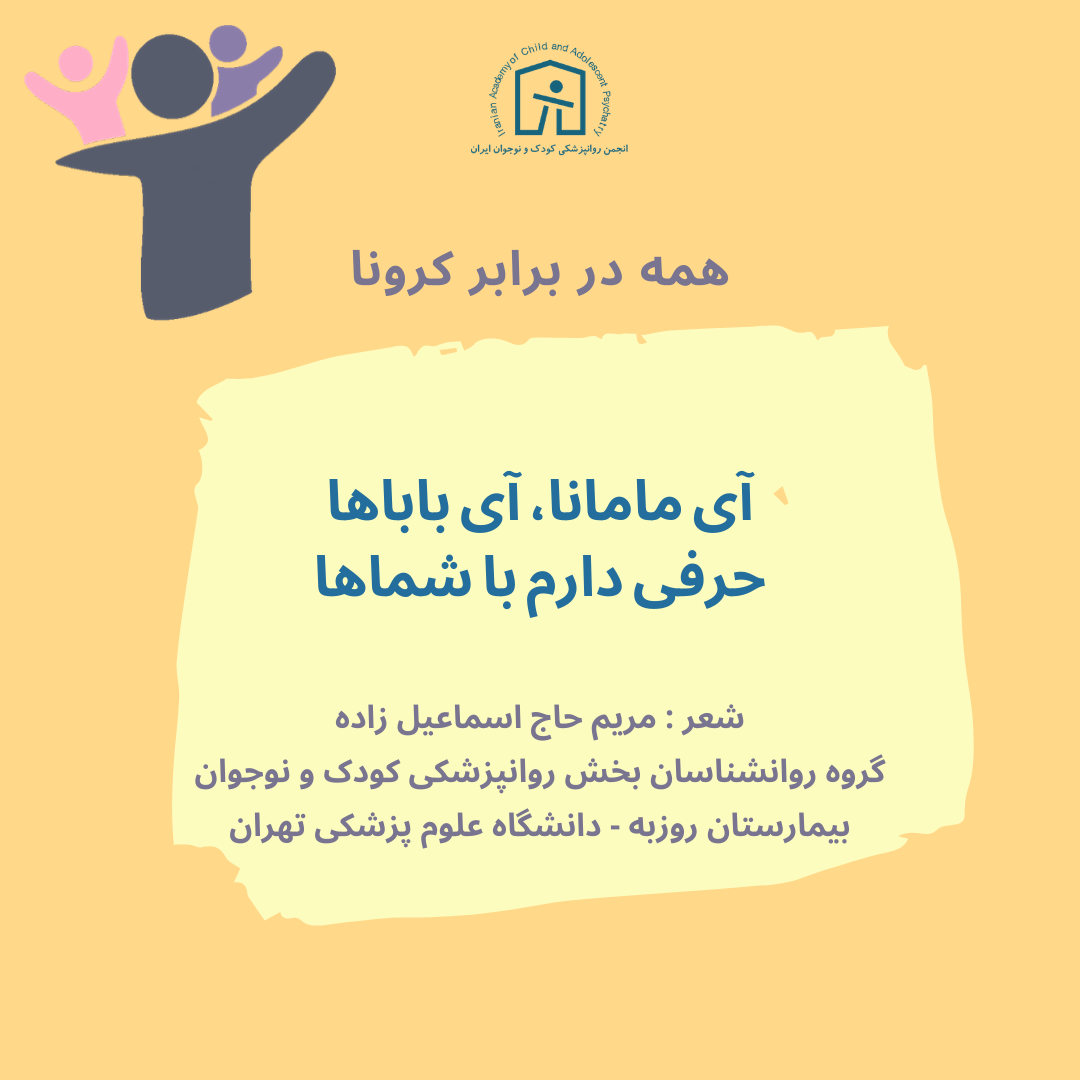 Iranian Academy of Child and Adolescent Psychatry
انجمن روانپزشکی کودک و نوجوان ایران
همه در برابر کرونا
آی مامانا، آی باباها
حرفی دارم با شماها
شعر : مریم حاج اسماعیل زاده
گروه روانشناسان بخش روانپزشکی کودک و نوجوان
بیمارستان روزبه - دانشگاه علوم پزشکی تهران